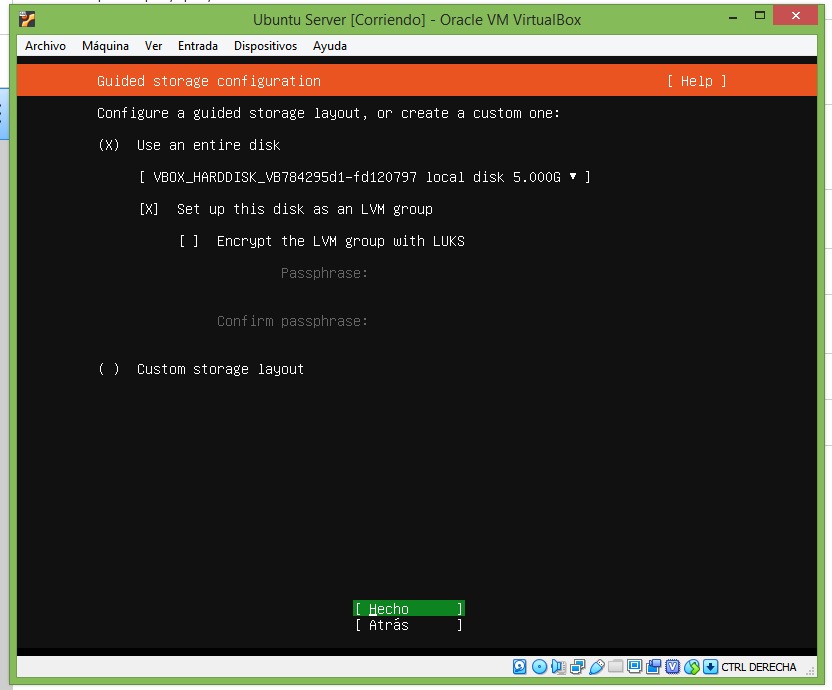 Ubuntu Server [Corriendo] - Oracle VM VirtualBox
Archivo Máquina Ver Entrada Dispositivos Ayuda
Guided storage configuration [ Help ]
Configure a guided storage layout, or create a custom one:
(X) Use an entire disk
[ VBOX_HARDDISK_VB784295d1-fd120797 local disk 5.000G ▾ ]
[X] Set up this disk as an LVM group
[ ] Encrypt the LVM group with LUKS
Passphrase:
Confirm passphrase:
( ) Custom storage layout
[ Hecho ]
[ Atrás ]
CTRL DERECHA